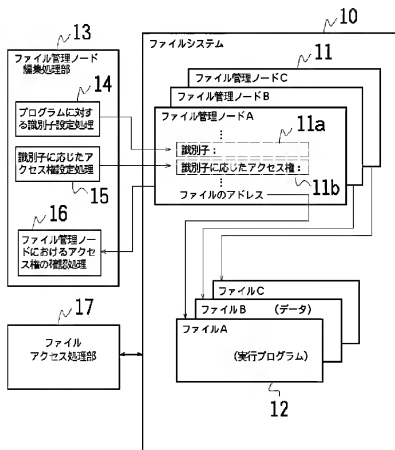 13
ファイル管理ノード
編集処理部
14
プログラムに対す
る識別子設定処理
識別子に応じたア
クセス権設定処理
15
16
ファイル管理ノー
ドにおけるアクセ
ス権の確認処理
17
ファイル
アクセス処理部
10
ファイルシステム
11
ファイル管理ノードC
ファイル管理ノードB
ファイル管理ノードA
⋮
11a
識別子:
識別子に応じたアクセス権:
⋮
11b
ファイルのアドレス
ファイルC
ファイルB (データ)
ファイルA
(実行プログラム)
12